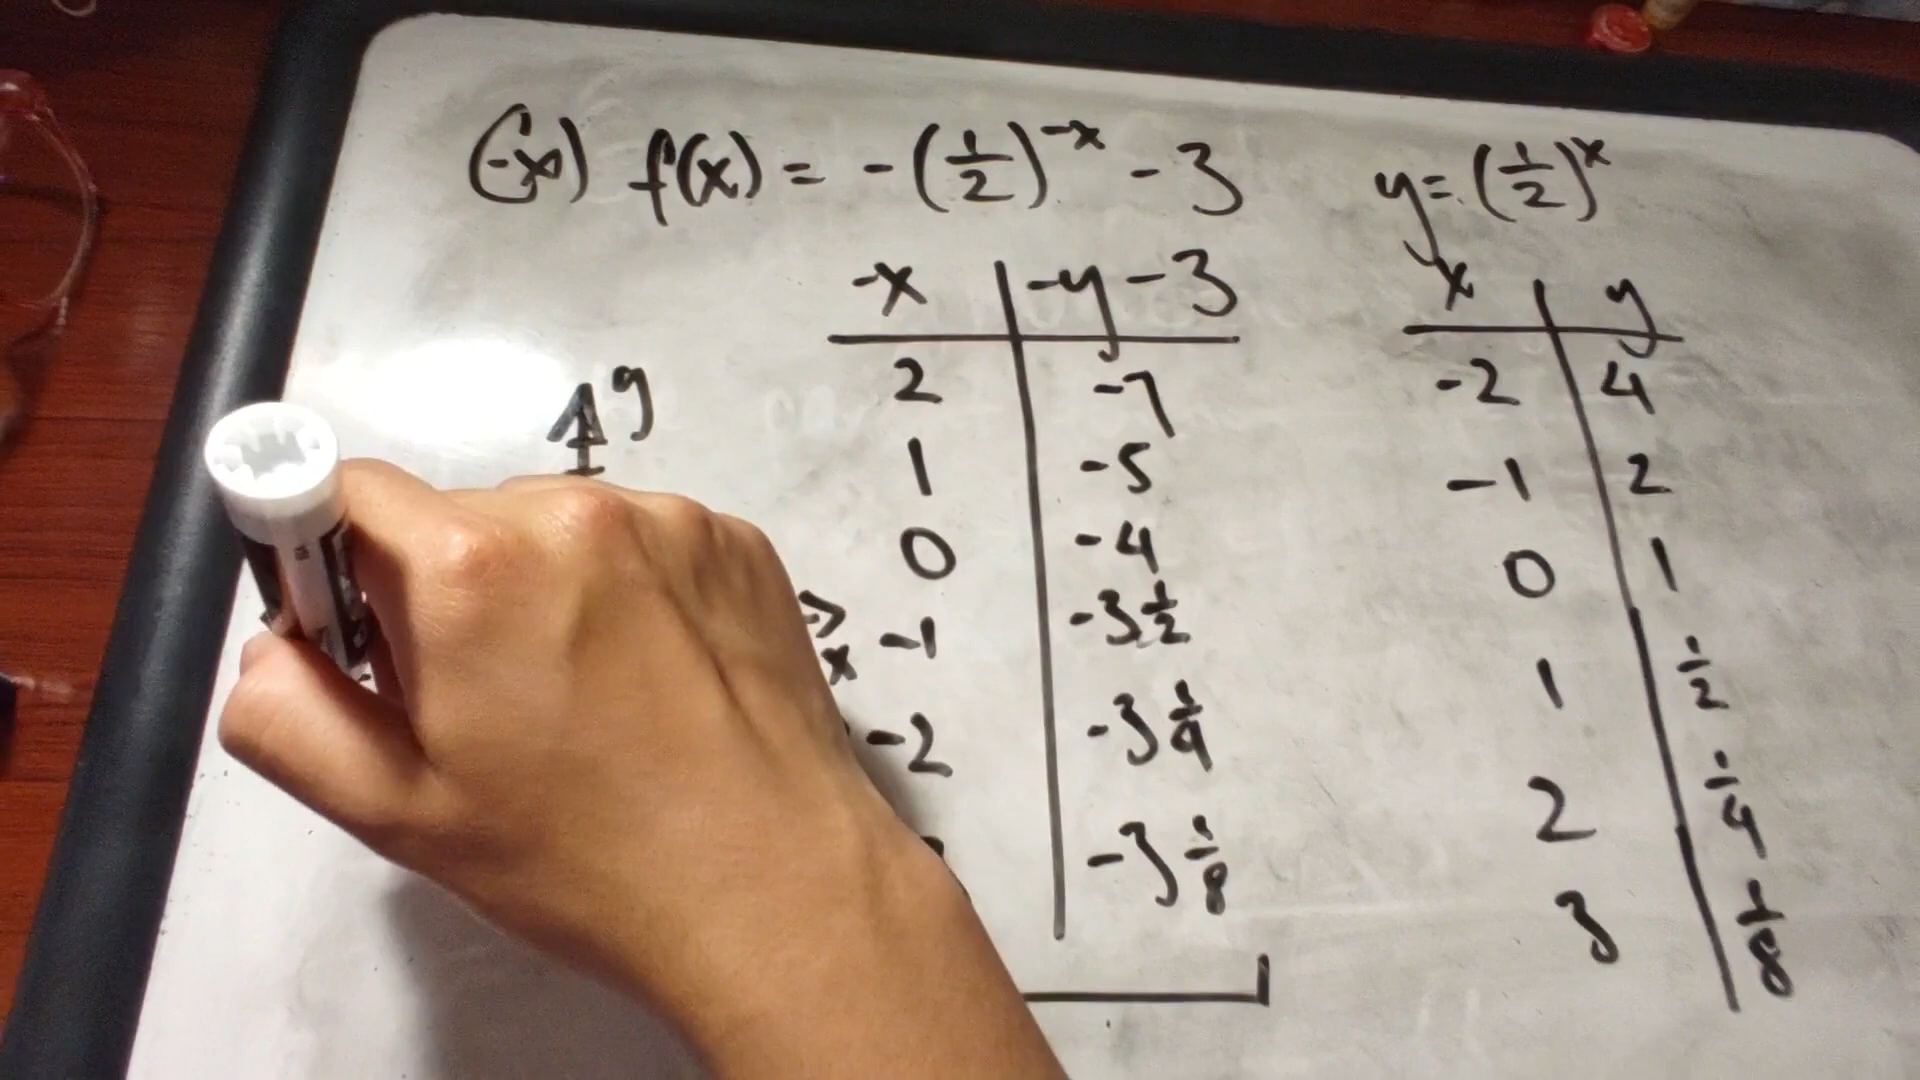 (-x) f(x) = -(1/2)^-x - 3
y = (1/2)^x
-x | -y - 3
2 | -7
1 | -5
0 | -4
-1 | -3 1/2
-2 | -3 1/4
-3 1/8
x | y
-2 | 4
-1 | 2
0 | 1
1 | 1/2
2 | 1/4
3 | 1/8
y
x